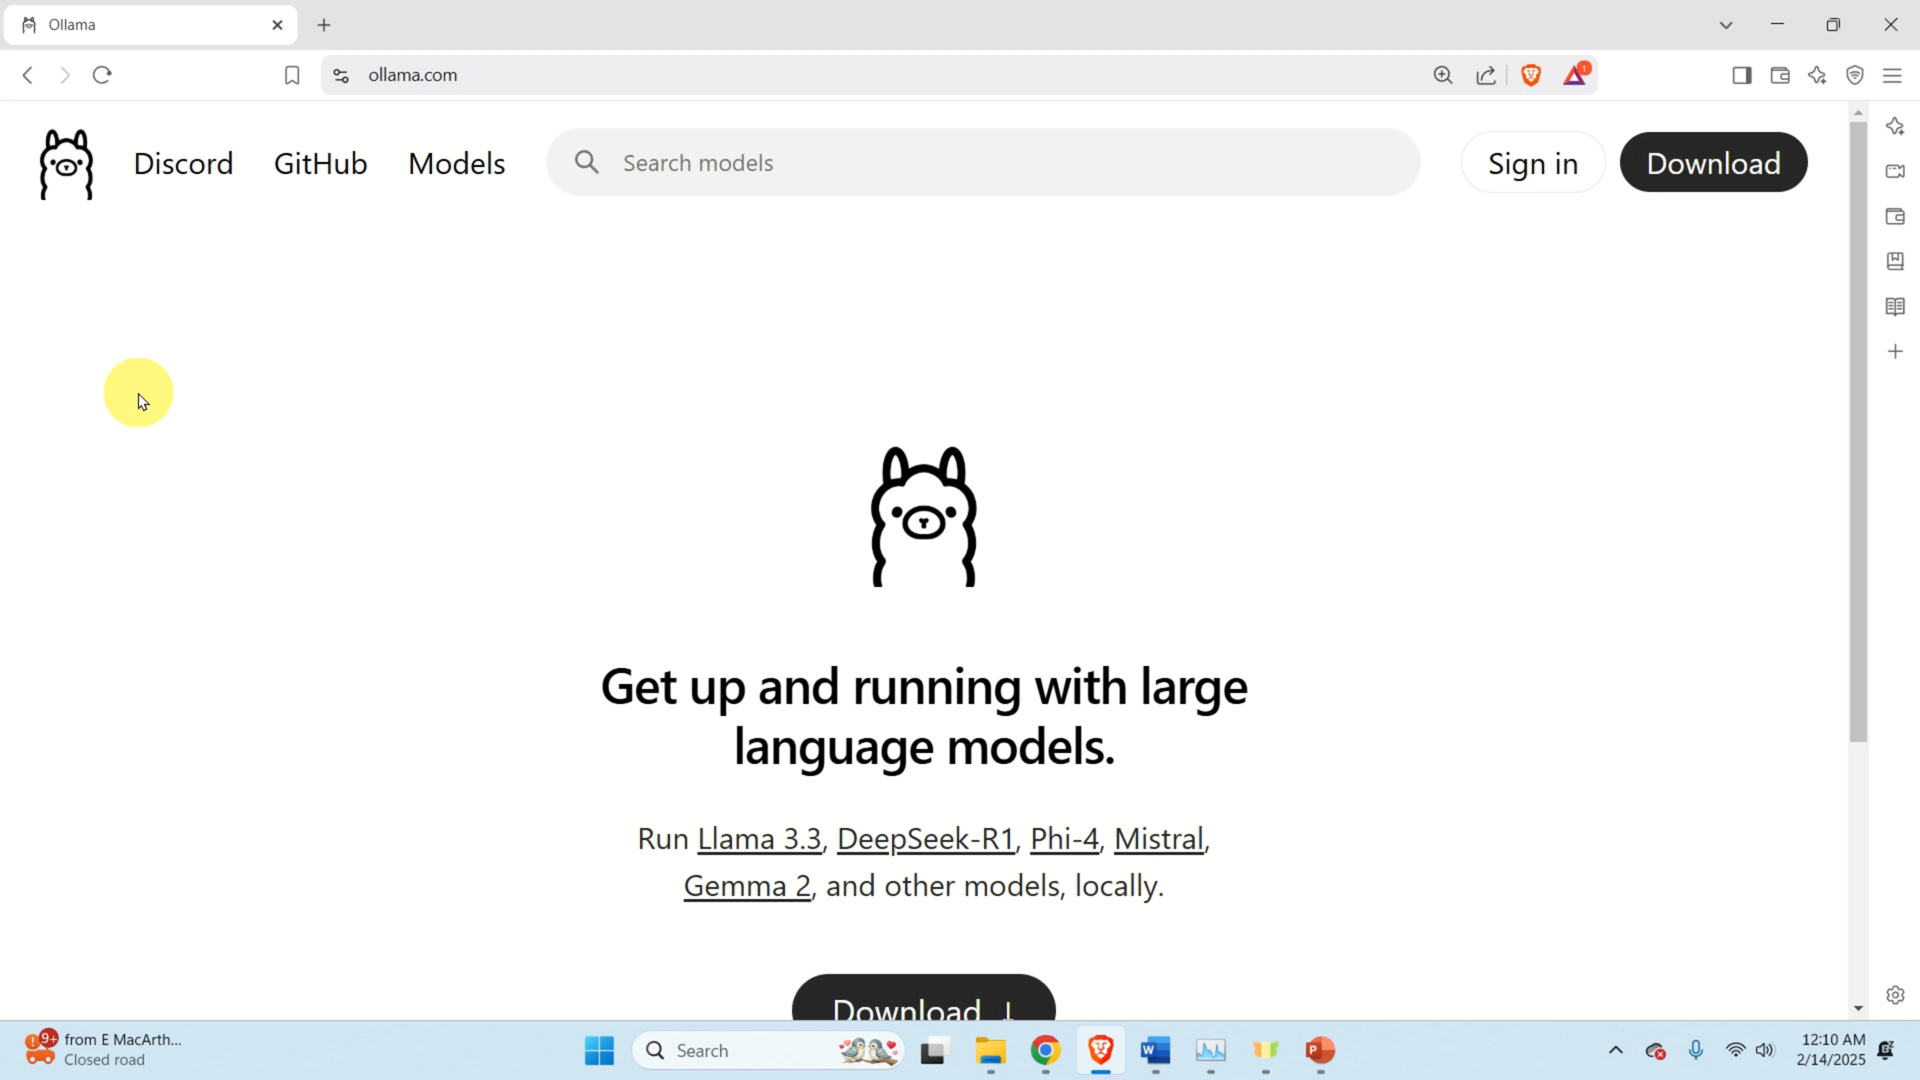 Ollama
ollama.com
1
Discord GitHub Models Search models Sign in Download
Get up and running with large
language models.
Run Llama 3.3, DeepSeek-R1, Phi-4, Mistral,
Gemma 2, and other models, locally.
Download ↓
9+ from E MacArth...
Closed road
Search
12:10 AM
2/14/2025